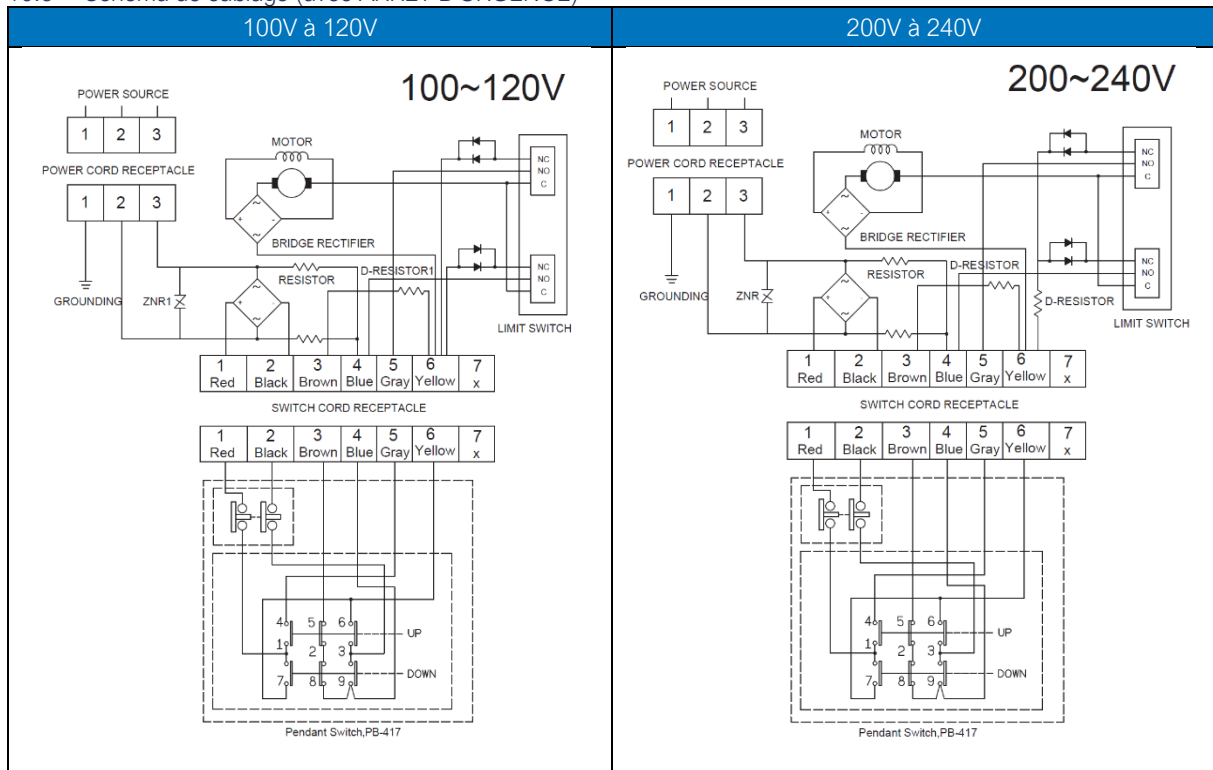 Schéma de câblage (avec ARRÊT D'URGENCE)
100V à 120V
100~120V
POWER SOURCE
1 2 3
POWER CORD RECEPTACLE
1 2 3
MOTOR
NC
NO
C
+ ~ ~ -
BRIDGE RECTIFIER
RESISTOR
D-RESISTOR1
NC
NO
C
LIMIT SWITCH
GROUNDING
ZNR1
+ ~ ~ -
1 2 3 4 5 6 7
Red Black Brown Blue Gray Yellow x
SWITCH CORD RECEPTACLE
1 2 3 4 5 6 7
Red Black Brown Blue Gray Yellow x
4 5 6
UP
1 2 3
DOWN
7 8 9
Pendant Switch,PB-417
200V à 240V
200~240V
POWER SOURCE
1 2 3
POWER CORD RECEPTACLE
1 2 3
MOTOR
NC
NO
C
+ ~ ~ -
BRIDGE RECTIFIER
RESISTOR
D-RESISTOR
NC
NO
C
D-RESISTOR
LIMIT SWITCH
GROUNDING
ZNR
+ ~ ~ -
1 2 3 4 5 6 7
Red Black Brown Blue Gray Yellow x
SWITCH CORD RECEPTACLE
1 2 3 4 5 6 7
Red Black Brown Blue Gray Yellow x
4 5 6
UP
1 2 3
DOWN
7 8 9
Pendant Switch,PB-417